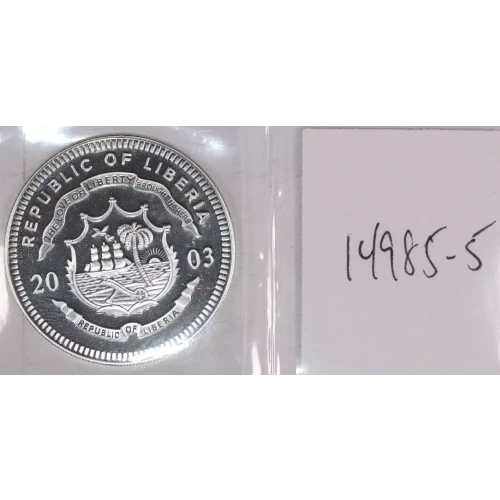 REPUBLIC OF LIBERIA
THE LOVE OF LIBERTY BROUGHT US HERE
20 03
REPUBLIC OF LIBERIA
14985-5